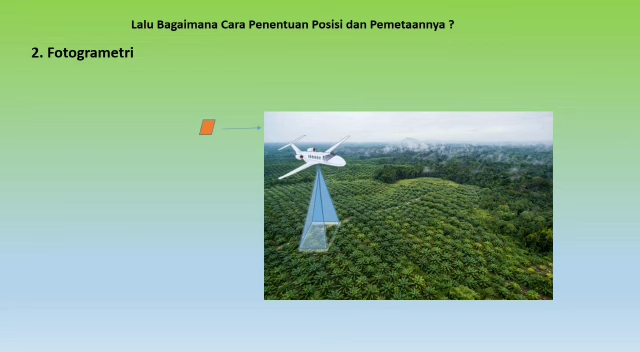 Lalu Bagaimana Cara Penentuan Posisi dan Pemetaannya ?
2. Fotogrametri